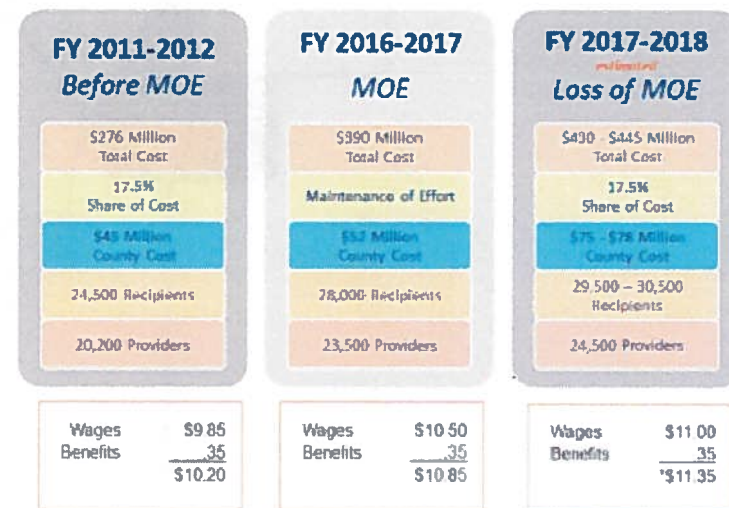 FY 2011-2012
Before MOE
$276 Million
Total Cost
17.5%
Share of Cost
$45 Million
County Cost
24,500 Recipients
20,200 Providers
Wages $9.85
Benefits .35
$10.20
FY 2016-2017
MOE
$390 Million
Total Cost
Maintenance of Effort
$52 Million
County Cost
28,000 Recipients
23,500 Providers
Wages $10.50
Benefits .35
$10.85
FY 2017-2018
estimated
Loss of MOE
$430 - $445 Million
Total Cost
17.5%
Share of Cost
$75 - $78 Million
County Cost
29,500 – 30,500
Recipients
24,500 Providers
Wages $11.00
Benefits .35
*$11.35